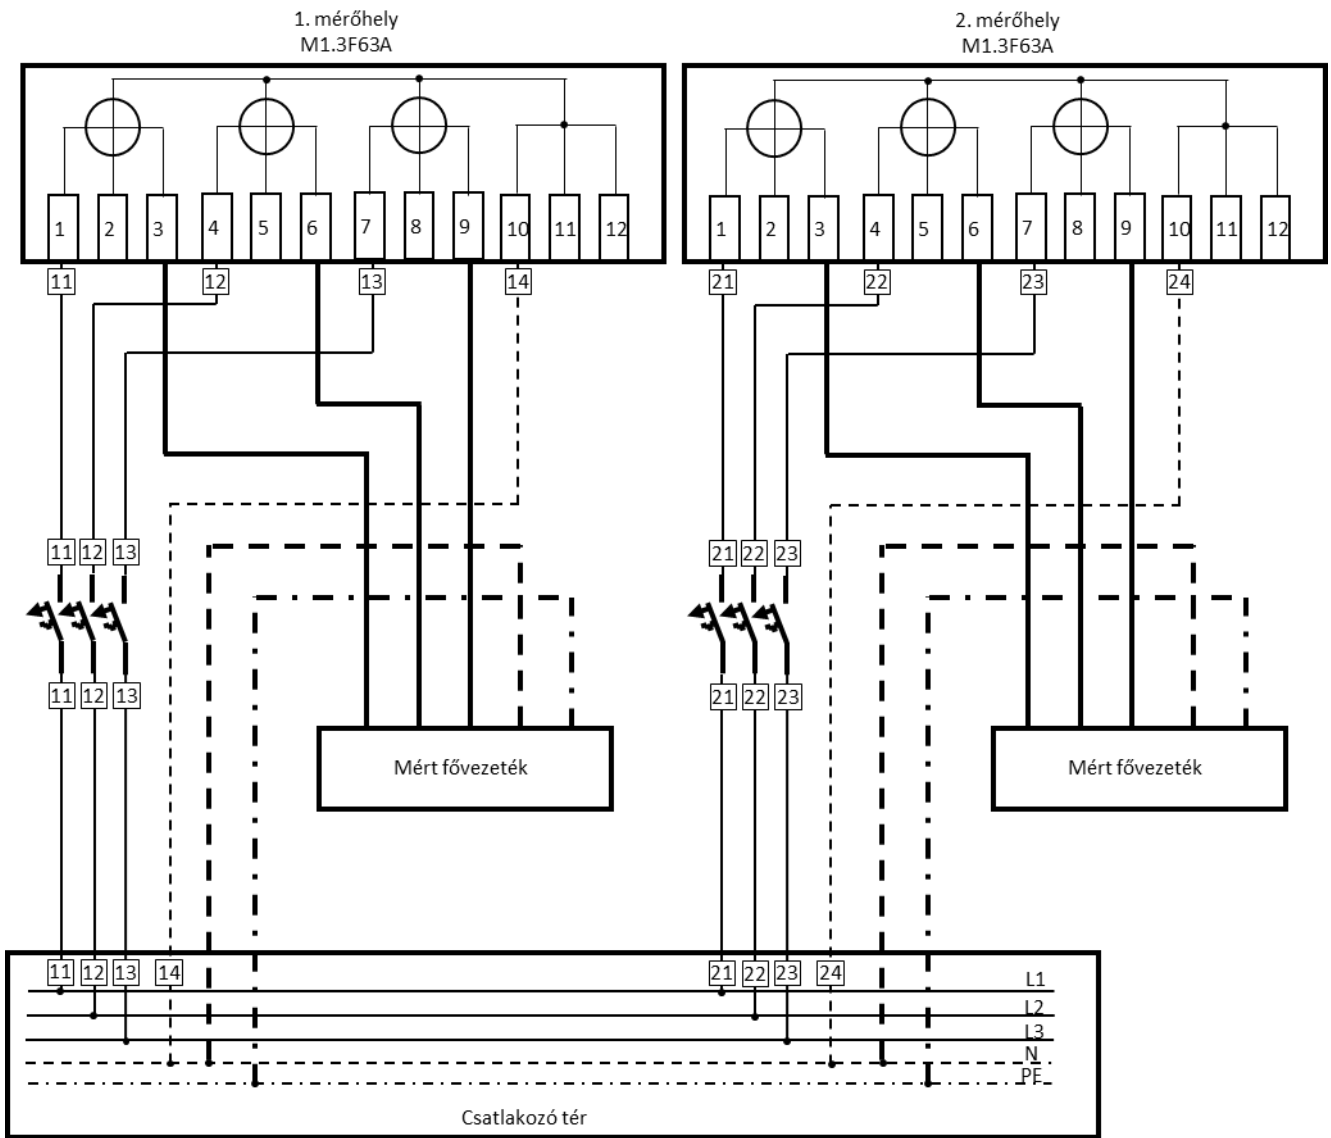 1. mérőhely
M1.3F63A
2. mérőhely
M1.3F63A
1 2 3 4 5 6 7 8 9 10 11 12
1 2 3 4 5 6 7 8 9 10 11 12
11 12 13 14
21 22 23 24
11 12 13
21 22 23
11 12 13
21 22 23
Mért fővezeték
Mért fővezeték
11 12 13 14
21 22 23 24
L1
L2
L3
N
PE
Csatlakozó tér